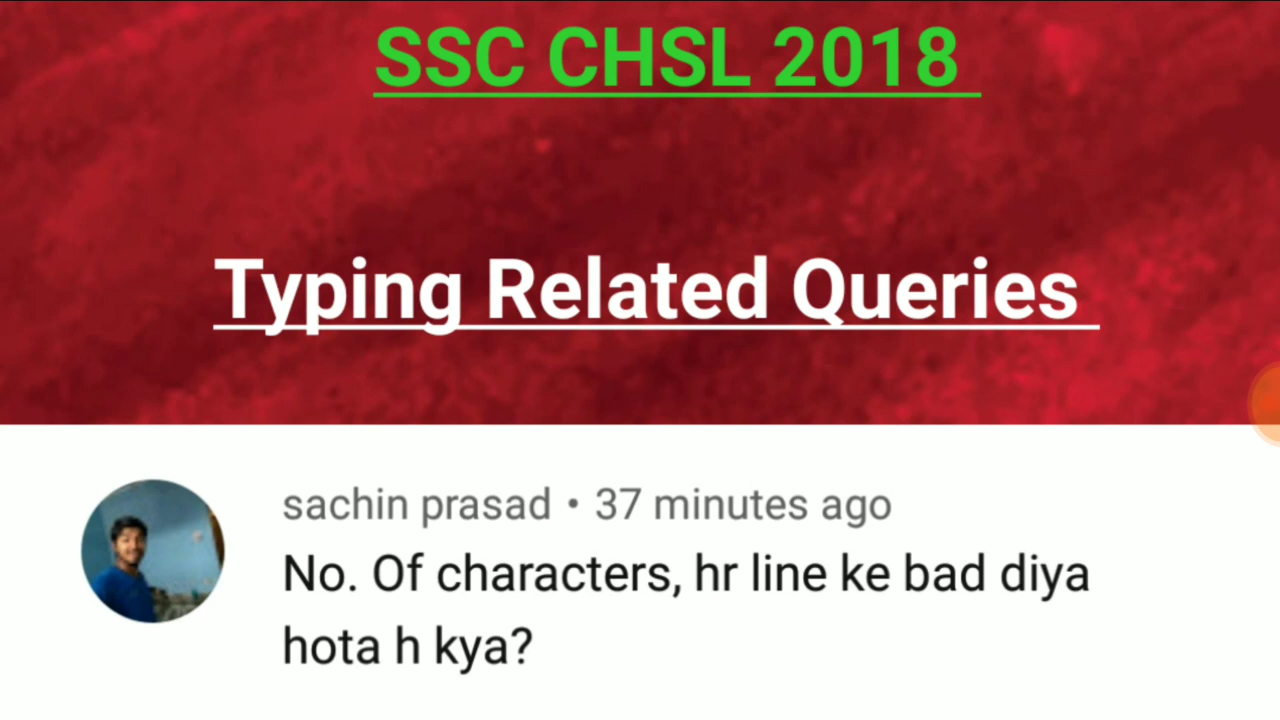 SSC CHSL 2018
Typing Related Queries
sachin prasad • 37 minutes ago
No. Of characters, hr line ke bad diya
hota h kya?